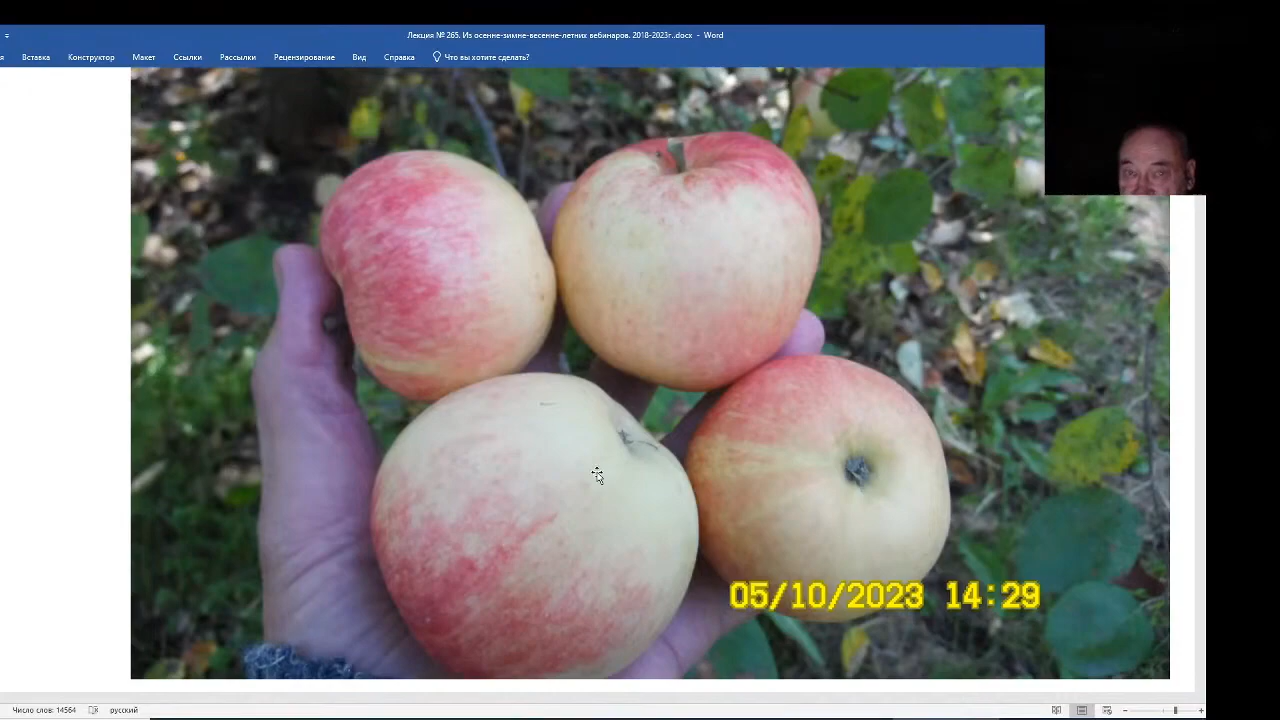 Лекция № 265. Из осенне-зимне-весенне-летних вебинаров. 2018-2023г..docx - Word
Вставка Конструктор Макет Ссылки Рассылки Рецензирование Вид Справка Что вы хотите сделать?
05/10/2023 14:29
Число слов: 14564 русский